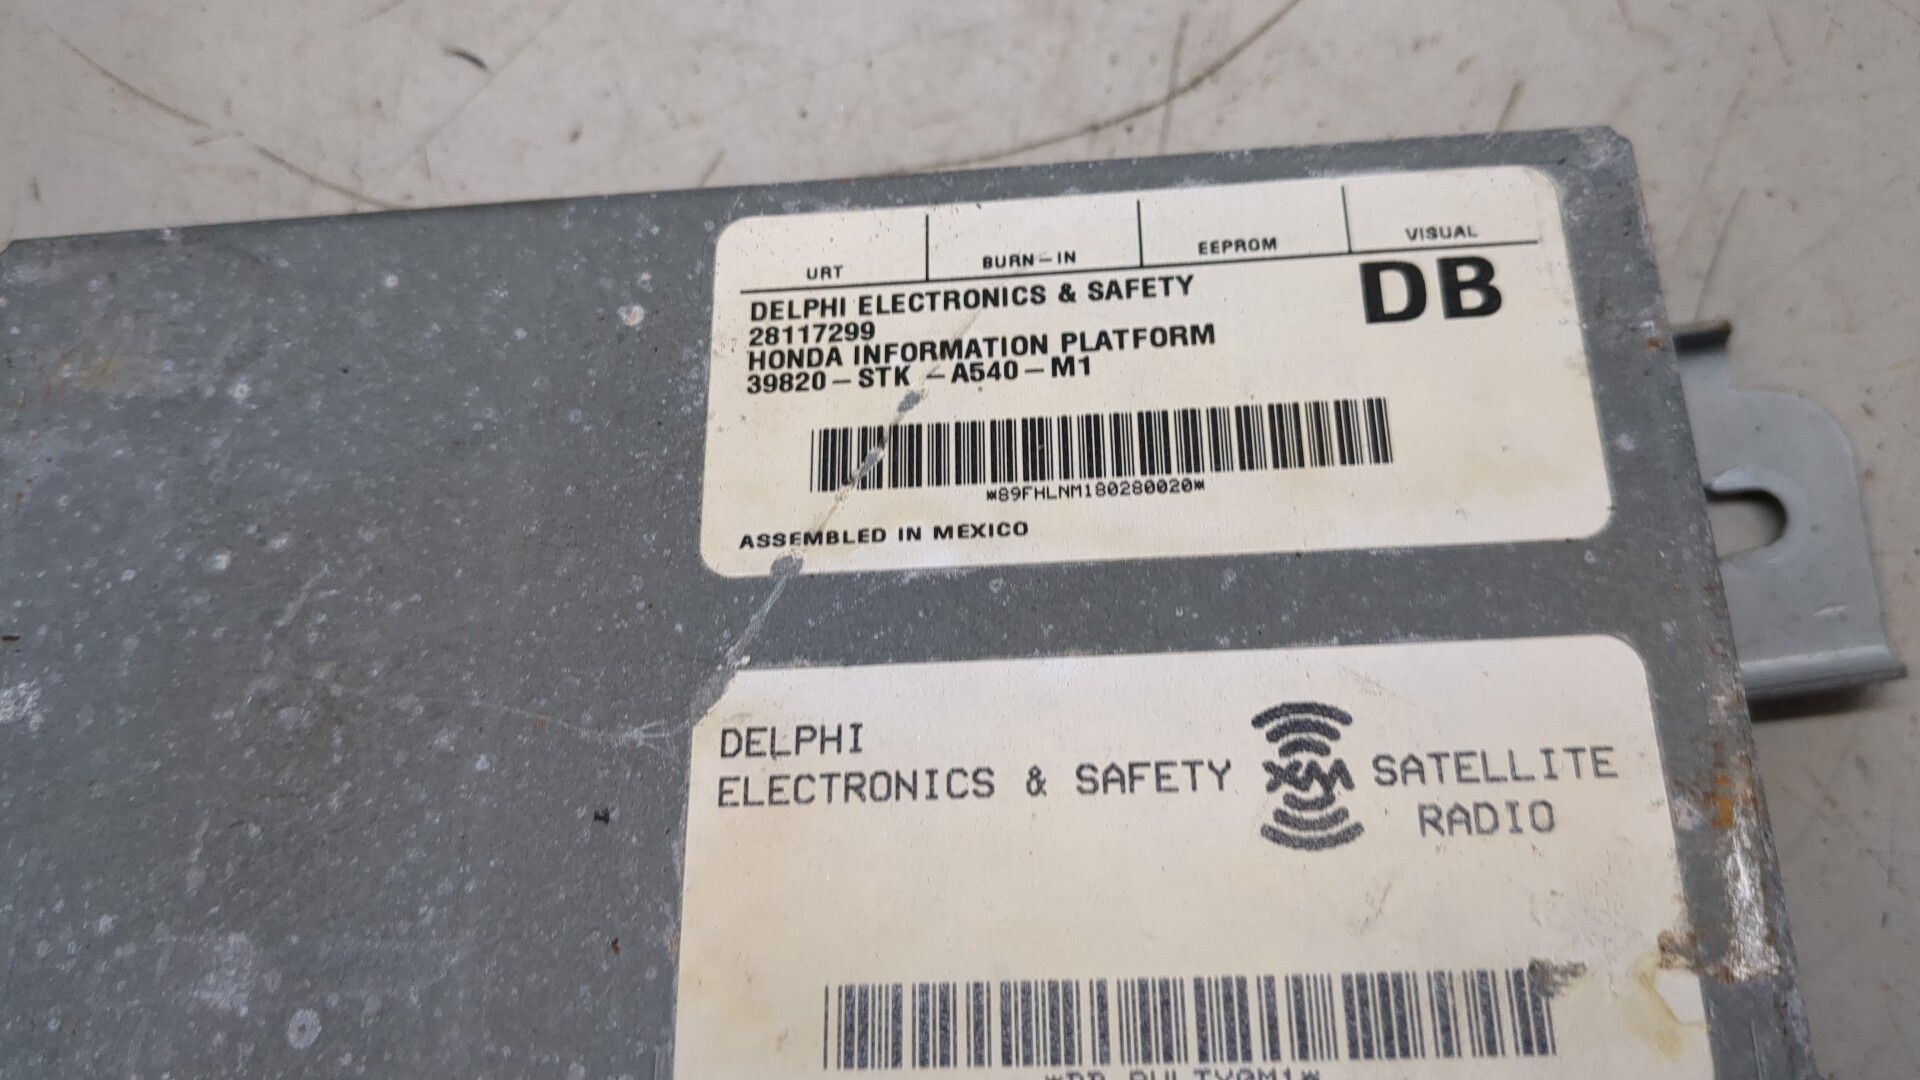 URT BURN-IN EEPROM VISUAL
DELPHI ELECTRONICS & SAFETY
DB
28117299
HONDA INFORMATION PLATFORM
39820-STK -A540-M1
*89FHLNM180280020*
ASSEMBLED IN MEXICO
DELPHI
ELECTRONICS & SAFETY
XM
SATELLITE
RADIO